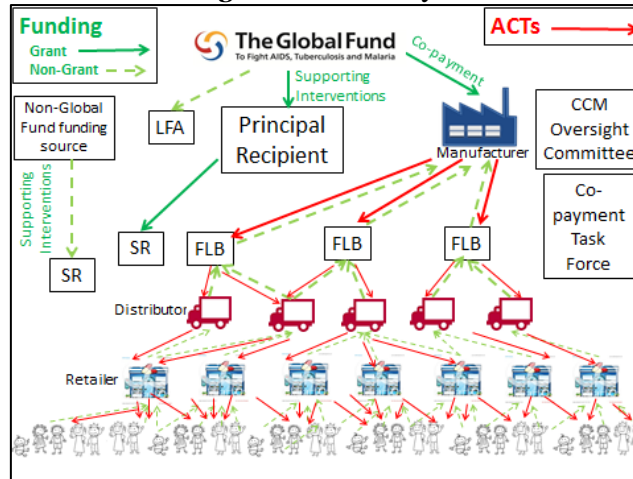 Funding
Grant
Non-Grant
The Global Fund
To Fight AIDS, Tuberculosis and Malaria
ACTs
Co-payment
Supporting
Interventions
Non-Global
Fund funding
source
LFA
Principal
Recipient
Manufacturer
CCM
Oversight
Committee
Co-
payment
Task
Force
Supporting
Interventions
SR
SR
FLB
FLB
FLB
Distributor
Retailer